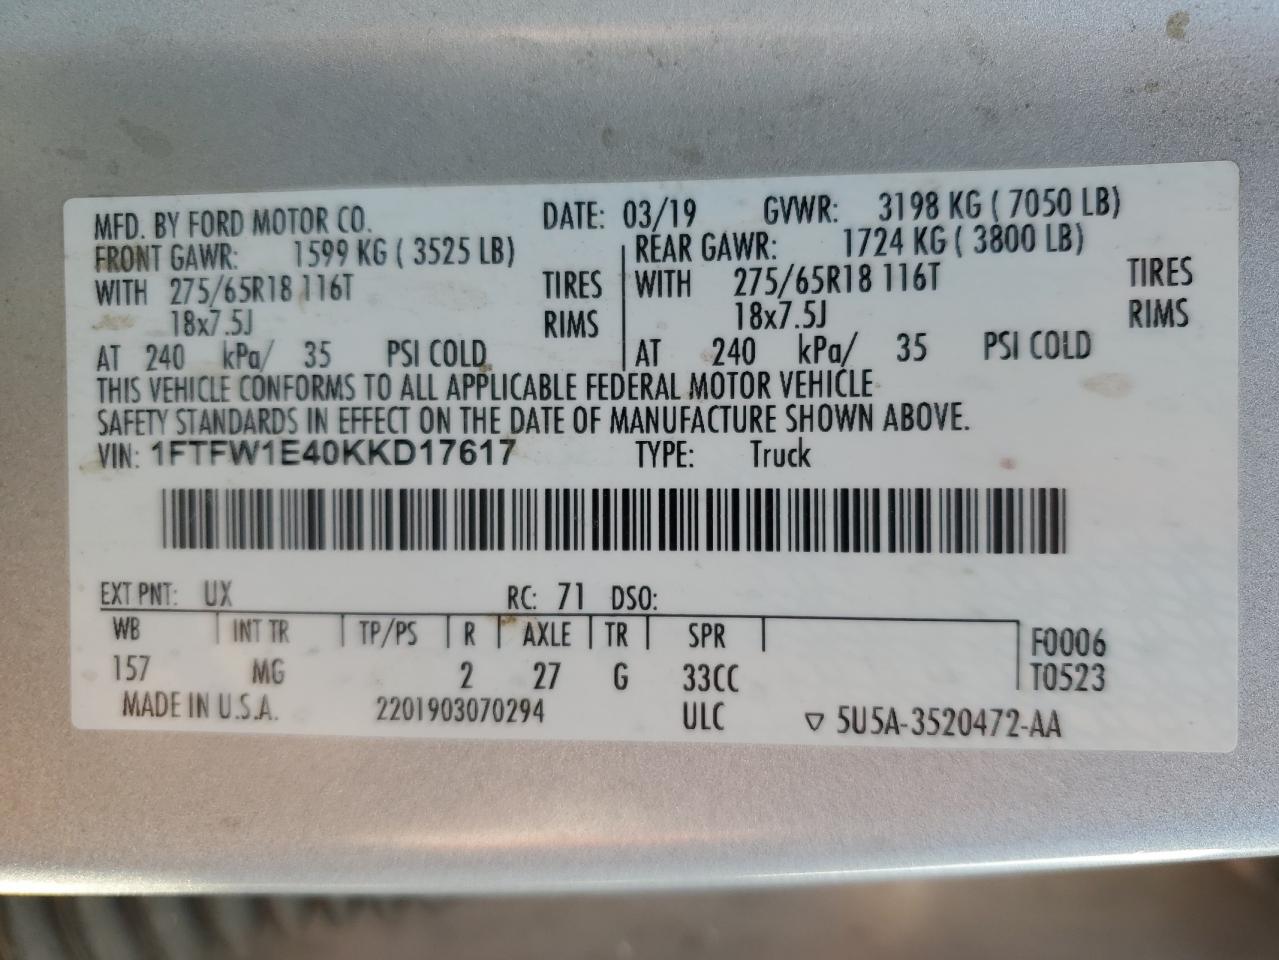 MFD. BY FORD MOTOR CO. DATE: 03/19 GVWR: 3198 KG ( 7050 LB)
FRONT GAWR: 1599 KG ( 3525 LB) REAR GAWR: 1724 KG ( 3800 LB)
WITH 275/65R18 116T TIRES WITH 275/65R18 116T TIRES
18x7.5J RIMS 18x7.5J RIMS
AT 240 kPa/ 35 PSI COLD AT 240 kPa/ 35 PSI COLD
THIS VEHICLE CONFORMS TO ALL APPLICABLE FEDERAL MOTOR VEHICLE
SAFETY STANDARDS IN EFFECT ON THE DATE OF MANUFACTURE SHOWN ABOVE.
VIN: 1FTFW1E40KKD17617 TYPE: Truck
EXT PNT: UX RC: 71 DSO:
WB INT TR TP/PS R AXLE TR SPR F0006
157 MG 2 27 G 33CC T0523
MADE IN U.S.A. 2201903070294 ULC ▽ 5U5A-3520472-AA